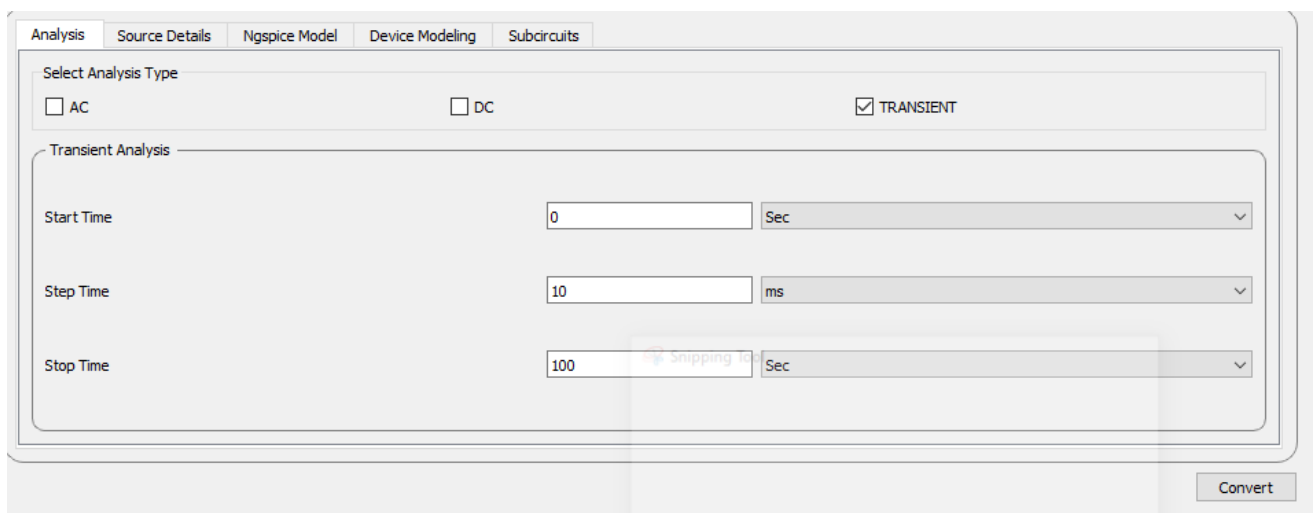 Analysis Source Details Ngspice Model Device Modeling Subcircuits
Select Analysis Type
AC DC TRANSIENT
Transient Analysis
Start Time 0 Sec
Step Time 10 ms
Snipping Tool
Stop Time 100 Sec
Convert